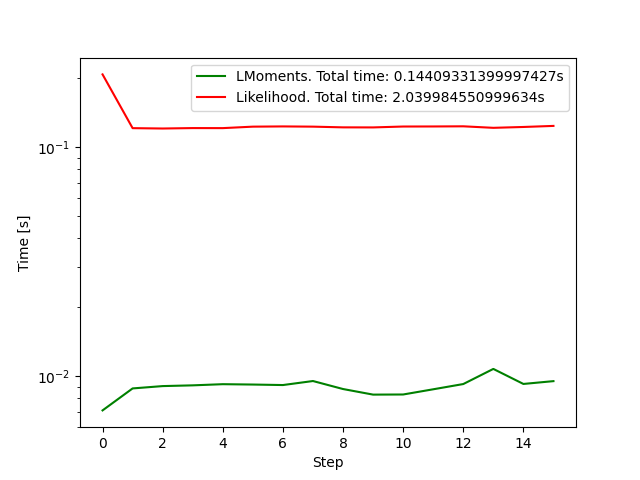 LMoments. Total time: 0.14409331399997427s
Likelihood. Total time: 2.039984550999634s
10⁻¹
10⁻²
Time [s]
0 2 4 6 8 10 12 14
Step